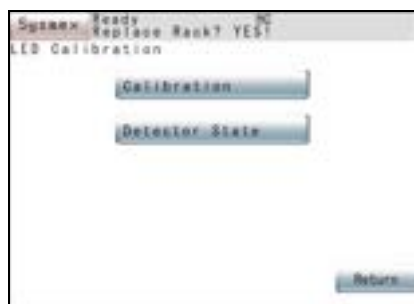 Sysmex Ready
Replace Rack? YES!
LED Calibration
Calibration
Detector State
Return